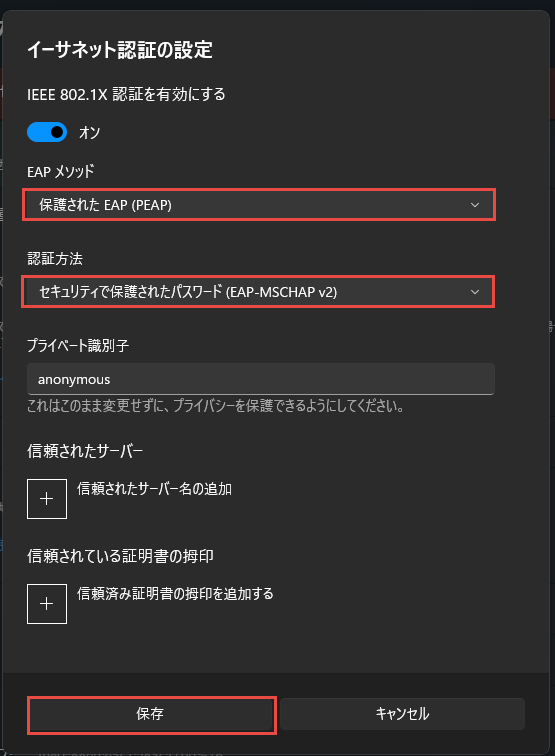 イーサネット認証の設定
IEEE 802.1X 認証を有効にする
オン
EAP メソッド
保護された EAP (PEAP)
認証方法
セキュリティで保護されたパスワード (EAP-MSCHAP v2)
プライベート識別子
anonymous
これはこのまま変更せずに、プライバシーを保護できるようにしてください。
信頼されたサーバー
信頼されたサーバー名の追加
信頼されている証明書の拇印
信頼済み証明書の拇印を追加する
保存
キャンセル